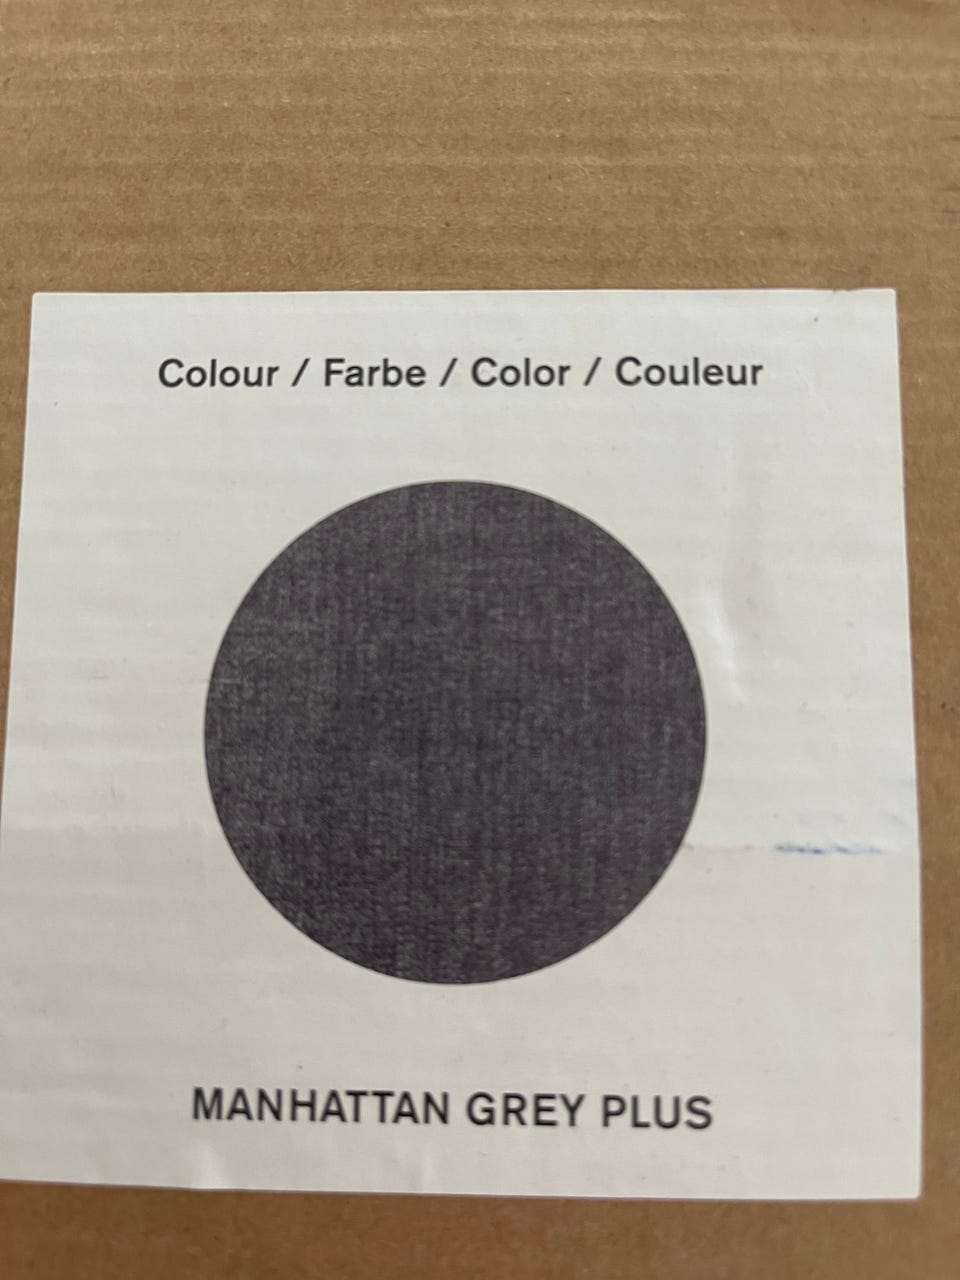 Colour / Farbe / Color / Couleur
MANHATTAN GREY PLUS